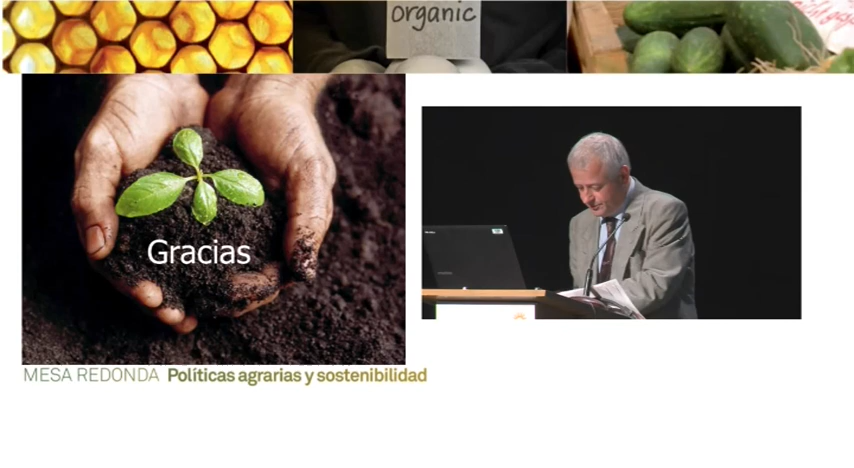 organic
Gracias
MESA REDONDA Políticas agrarias y sostenibilidad